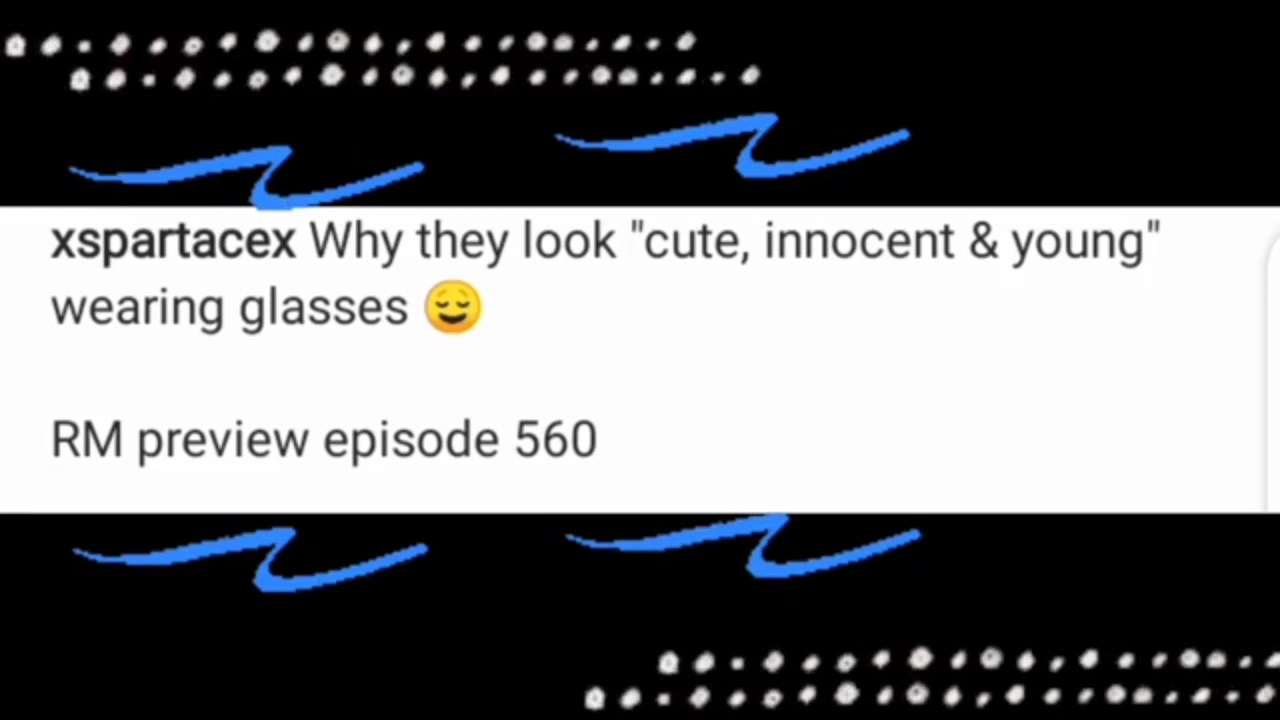 xspartacex Why they look "cute, innocent & young"
wearing glasses 😌
RM preview episode 560